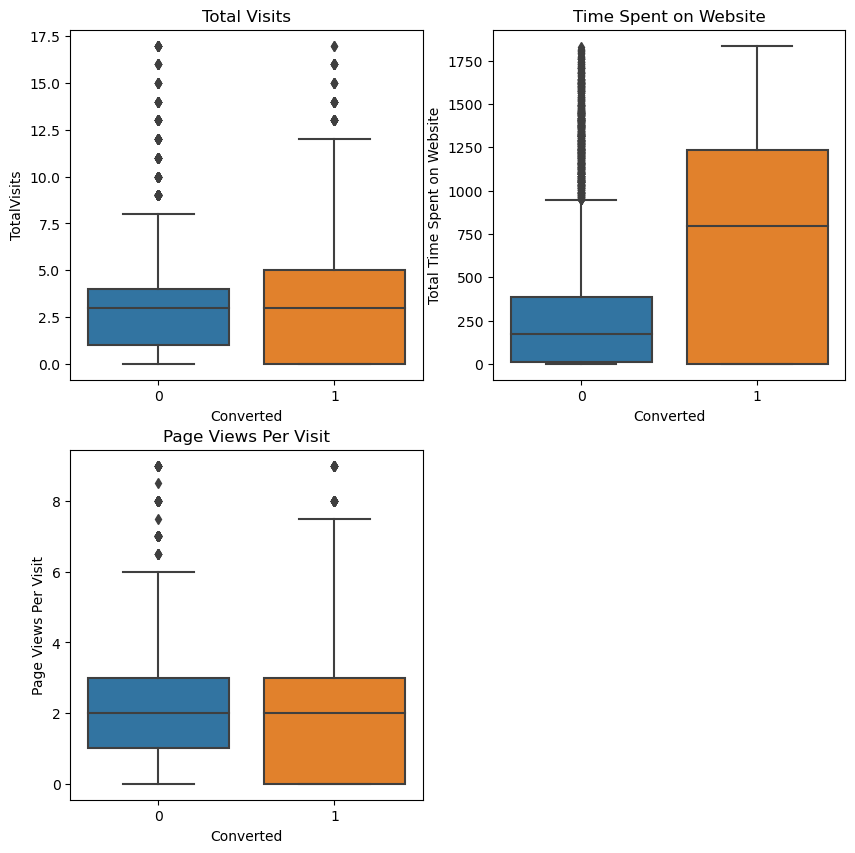 Total Visits
17.5
15.0
12.5
10.0
7.5
5.0
2.5
0.0
TotalVisits
0 1
Converted
Time Spent on Website
1750
1500
1250
1000
750
500
250
0
Total Time Spent on Website
0 1
Converted
Page Views Per Visit
8
6
4
2
0
Page Views Per Visit
0 1
Converted